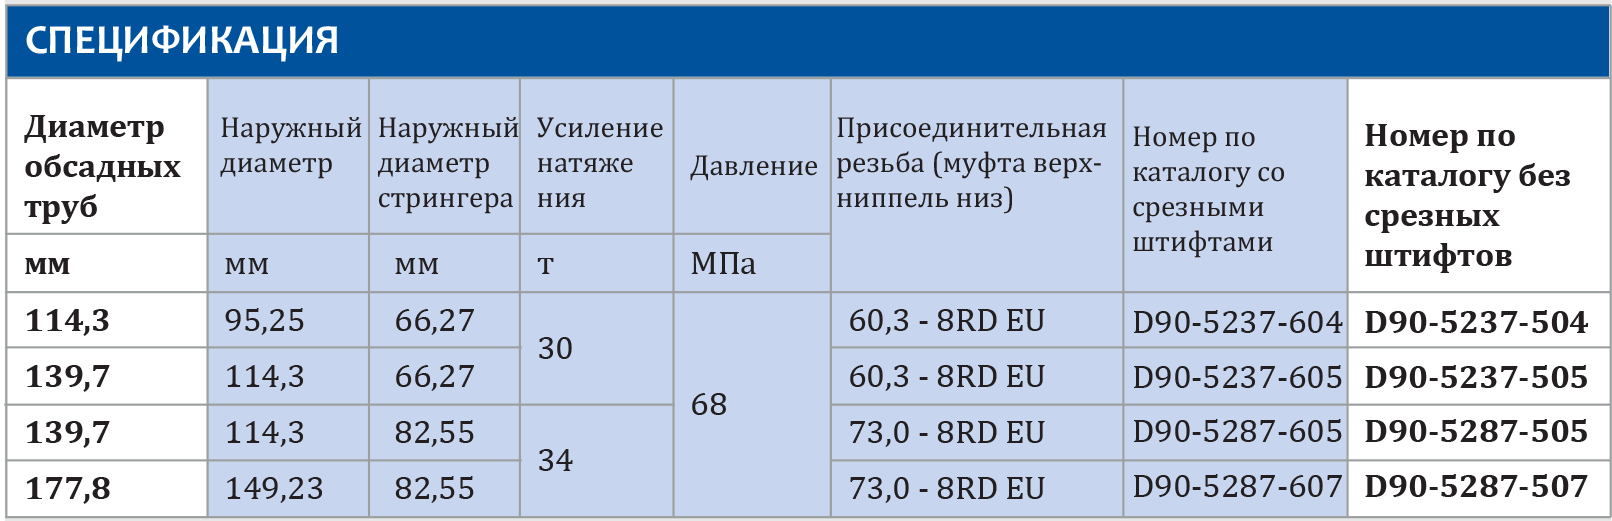 СПЕЦИФИКАЦИЯ
Диаметр
обсадных
труб
Наружный
диаметр
Наружный
диаметр
стрингера
Усиление
натяже
ния
Давление
Присоединительная
резьба (муфта верх-
ниппель низ)
Номер по
каталогу со
срезными
штифтами
Номер по
каталогу без
срезных
штифтов
мм мм мм т МПа
114,3 95,25 66,27 30 68 60,3 - 8RD EU D90-5237-604 D90-5237-504
139,7 114,3 66,27 60,3 - 8RD EU D90-5237-605 D90-5237-505
139,7 114,3 82,55 34 73,0 - 8RD EU D90-5287-605 D90-5287-505
177,8 149,23 82,55 73,0 - 8RD EU D90-5287-607 D90-5287-507